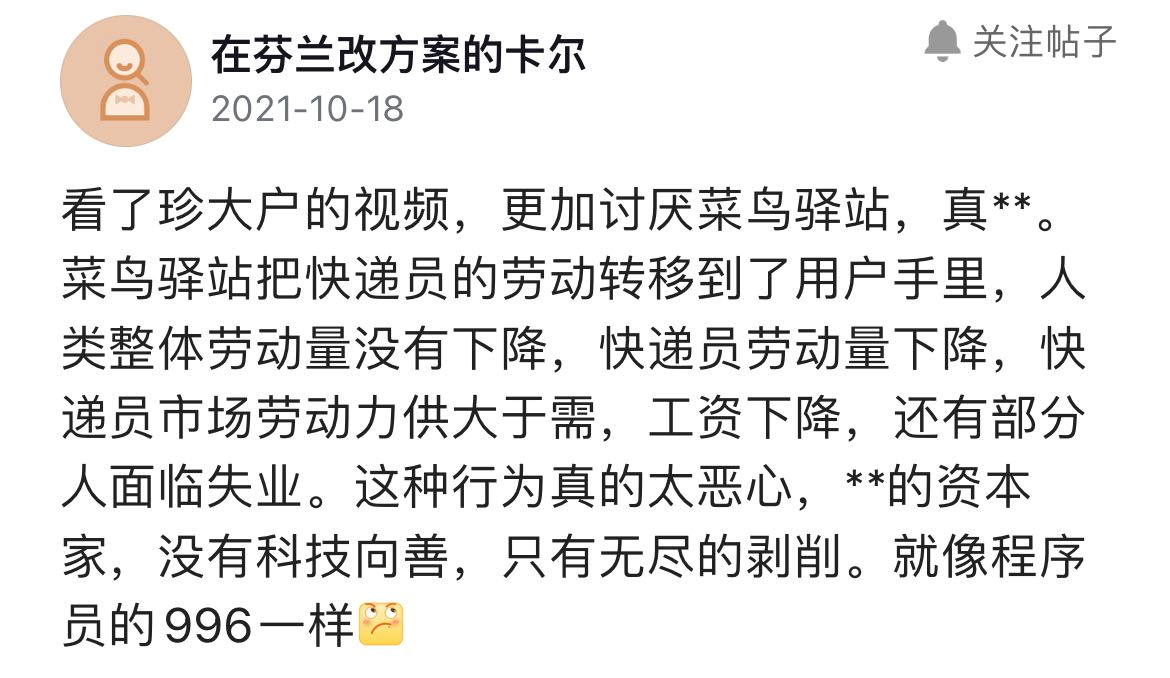 在芬兰改方案的卡尔
关注帖子
2021-10-18
看了珍大户的视频，更加讨厌菜鸟驿站，真**。
菜鸟驿站把快递员的劳动转移到了用户手里，人
类整体劳动量没有下降，快递员劳动量下降，快
递员市场劳动力供大于需，工资下降，还有部分
人面临失业。这种行为真的太恶心，**的资本
家，没有科技向善，只有无尽的剥削。就像程序
员的996一样